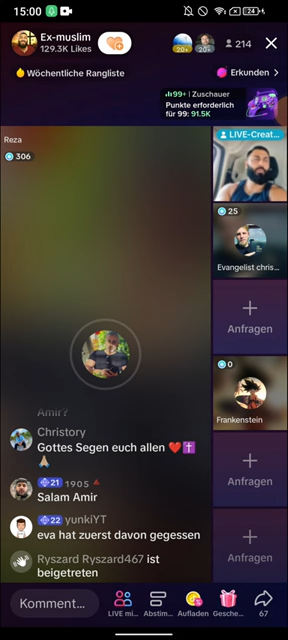 15:00
24
Ex-muslim
129.3K Likes
20+
20+
214
Wöchentliche Rangliste
Erkunden
99+ | Zuschauer
Punkte erforderlich
für 99: 91.5K
Reza
306
LIVE-Creat...
25
Evangelist chris...
Anfragen
0
Frankenstein
Anfragen
Anfragen
Amir?
Christory
Gottes Segen euch allen ❤️✝️
🙏
21 1905
Salam Amir
22 yunkiYT
eva hat zuerst davon gegessen
Ryszard Ryszard467 ist
beigetreten
Komment...
LIVE mi...
Abstim...
Aufladen
Gesche...
67